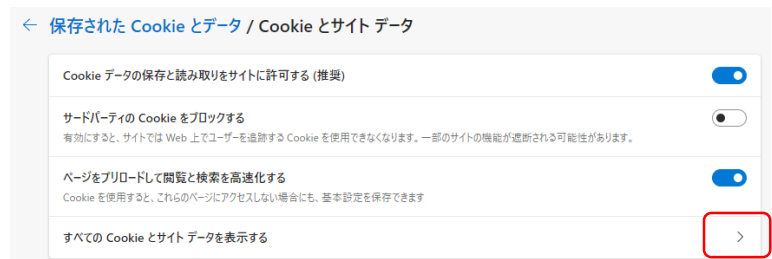 ← 保存された Cookie とデータ / Cookie とサイト データ
Cookie データの保存と読み取りをサイトに許可する (推奨)
サードパーティの Cookie をブロックする
有効にすると、サイトでは Web 上でユーザーを追跡する Cookie を使用できなくなります。一部のサイトの機能が遮断される可能性があります。
ページをプリロードして閲覧と検索を高速化する
Cookie を使用すると、これらのページにアクセスしない場合にも、基本設定を保存できます
すべての Cookie とサイト データを表示する